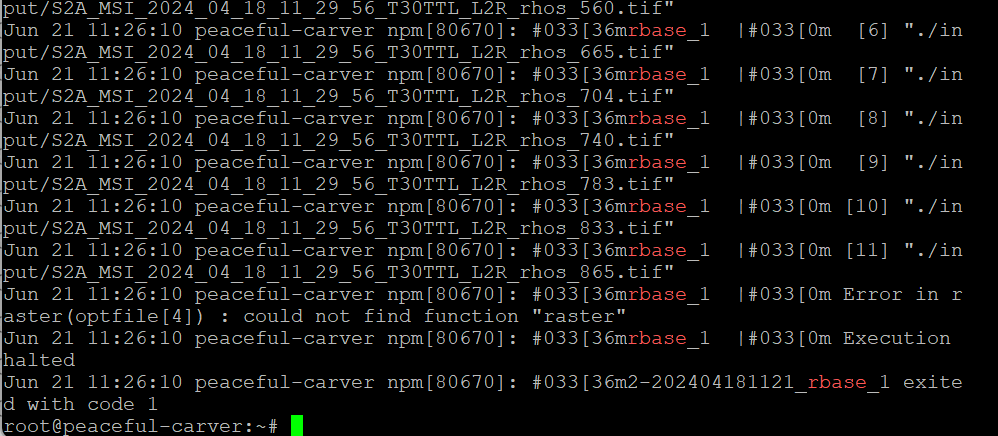 put/S2A_MSI_2024_04_18_11_29_56_T30TTL_L2R_rhos_560.tif"
Jun 21 11:26:10 peaceful-carver npm[80670]: #033[36mrbase_1  |#033[0m  [6] "./in
put/S2A_MSI_2024_04_18_11_29_56_T30TTL_L2R_rhos_665.tif"
Jun 21 11:26:10 peaceful-carver npm[80670]: #033[36mrbase_1  |#033[0m  [7] "./in
put/S2A_MSI_2024_04_18_11_29_56_T30TTL_L2R_rhos_704.tif"
Jun 21 11:26:10 peaceful-carver npm[80670]: #033[36mrbase_1  |#033[0m  [8] "./in
put/S2A_MSI_2024_04_18_11_29_56_T30TTL_L2R_rhos_740.tif"
Jun 21 11:26:10 peaceful-carver npm[80670]: #033[36mrbase_1  |#033[0m  [9] "./in
put/S2A_MSI_2024_04_18_11_29_56_T30TTL_L2R_rhos_783.tif"
Jun 21 11:26:10 peaceful-carver npm[80670]: #033[36mrbase_1  |#033[0m [10] "./in
put/S2A_MSI_2024_04_18_11_29_56_T30TTL_L2R_rhos_833.tif"
Jun 21 11:26:10 peaceful-carver npm[80670]: #033[36mrbase_1  |#033[0m [11] "./in
put/S2A_MSI_2024_04_18_11_29_56_T30TTL_L2R_rhos_865.tif"
Jun 21 11:26:10 peaceful-carver npm[80670]: #033[36mrbase_1  |#033[0m Error in r
aster(optfile[4]) : could not find function "raster"
Jun 21 11:26:10 peaceful-carver npm[80670]: #033[36mrbase_1  |#033[0m Execution
halted
Jun 21 11:26:10 peaceful-carver npm[80670]: #033[36m2-202404181121_rbase_1 exite
d with code 1
root@peaceful-carver:~#